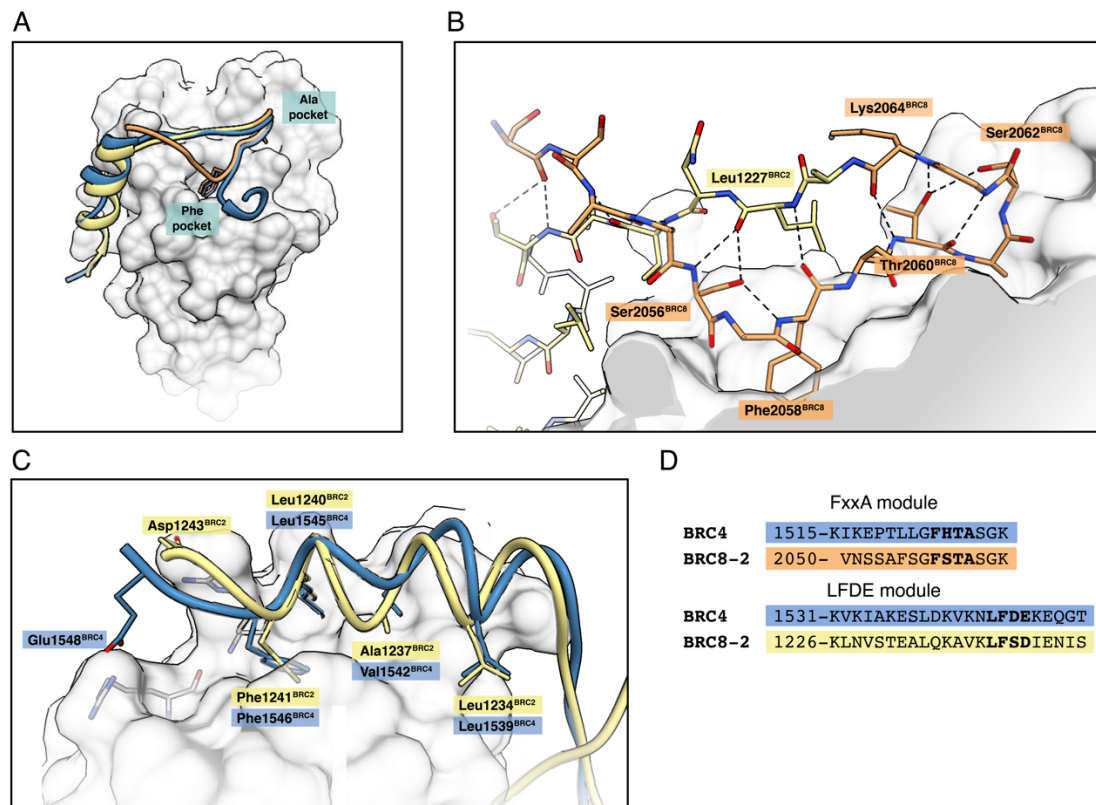 A
Ala
pocket
Phe
pocket
B
Lys2064BRC8
Ser2062BRC8
Leu1227BRC2
Thr2060BRC8
Ser2056BRC8
Phe2058BRC8
C
Leu1240BRC2
Leu1545BRC4
Asp1243BRC2
Glu1548BRC4
Ala1237BRC2
Val1542BRC4
Phe1241BRC2
Phe1546BRC4
Leu1234BRC2
Leu1539BRC4
D
FxxA module
BRC4 1515-KIKEPTLLGFHTASGK
BRC8-2 2050- VNSSAFSGFSTASGK
LFDE module
BRC4 1531-KVKIAKESLDKVKNLFDEKEQGT
BRC8-2 1226-KLNVSTEALQKAVKLFSDIENIS